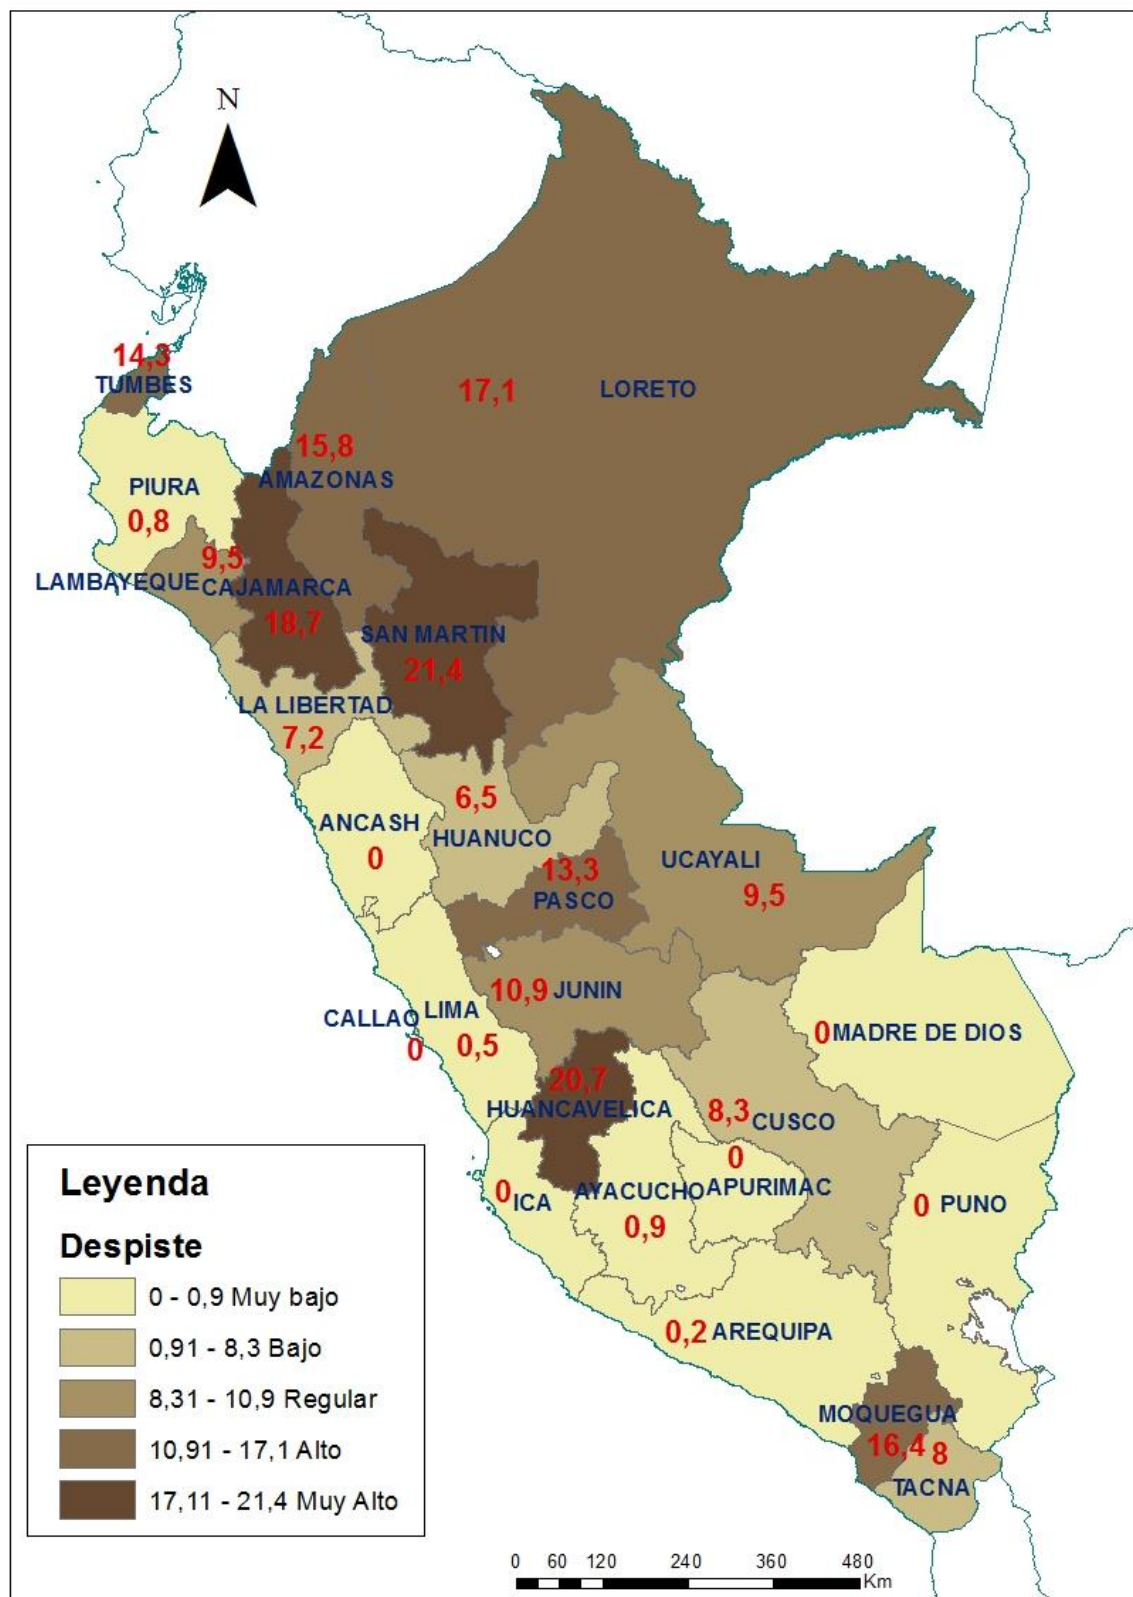 N
14,3
TUMBES
17,1
LORETO
15,8
AMAZONAS
PIURA
0,8
9,5
LAMBAYEQUE
CAJAMARCA
18,7
SAN MARTIN
21,4
LA LIBERTAD
7,2
6,5
ANCASH
HUANUCO
0
13,3
UCAYALI
PASCO
9,5
10,9 JUNIN
LIMA
CALLAO
0
0,5
0 MADRE DE DIOS
20,7
HUANCAVELICA
8,3 CUSCO
0
APURIMAC
AYACUCHO
0,9
0 ICA
0 PUNO
0,2 AREQUIPA
MOQUEGUA
16,4
8
TACNA
Leyenda
Despiste
0 - 0,9 Muy bajo
0,91 - 8,3 Bajo
8,31 - 10,9 Regular
10,91 - 17,1 Alto
17,11 - 21,4 Muy Alto
0 60 120 240 360 480
Km